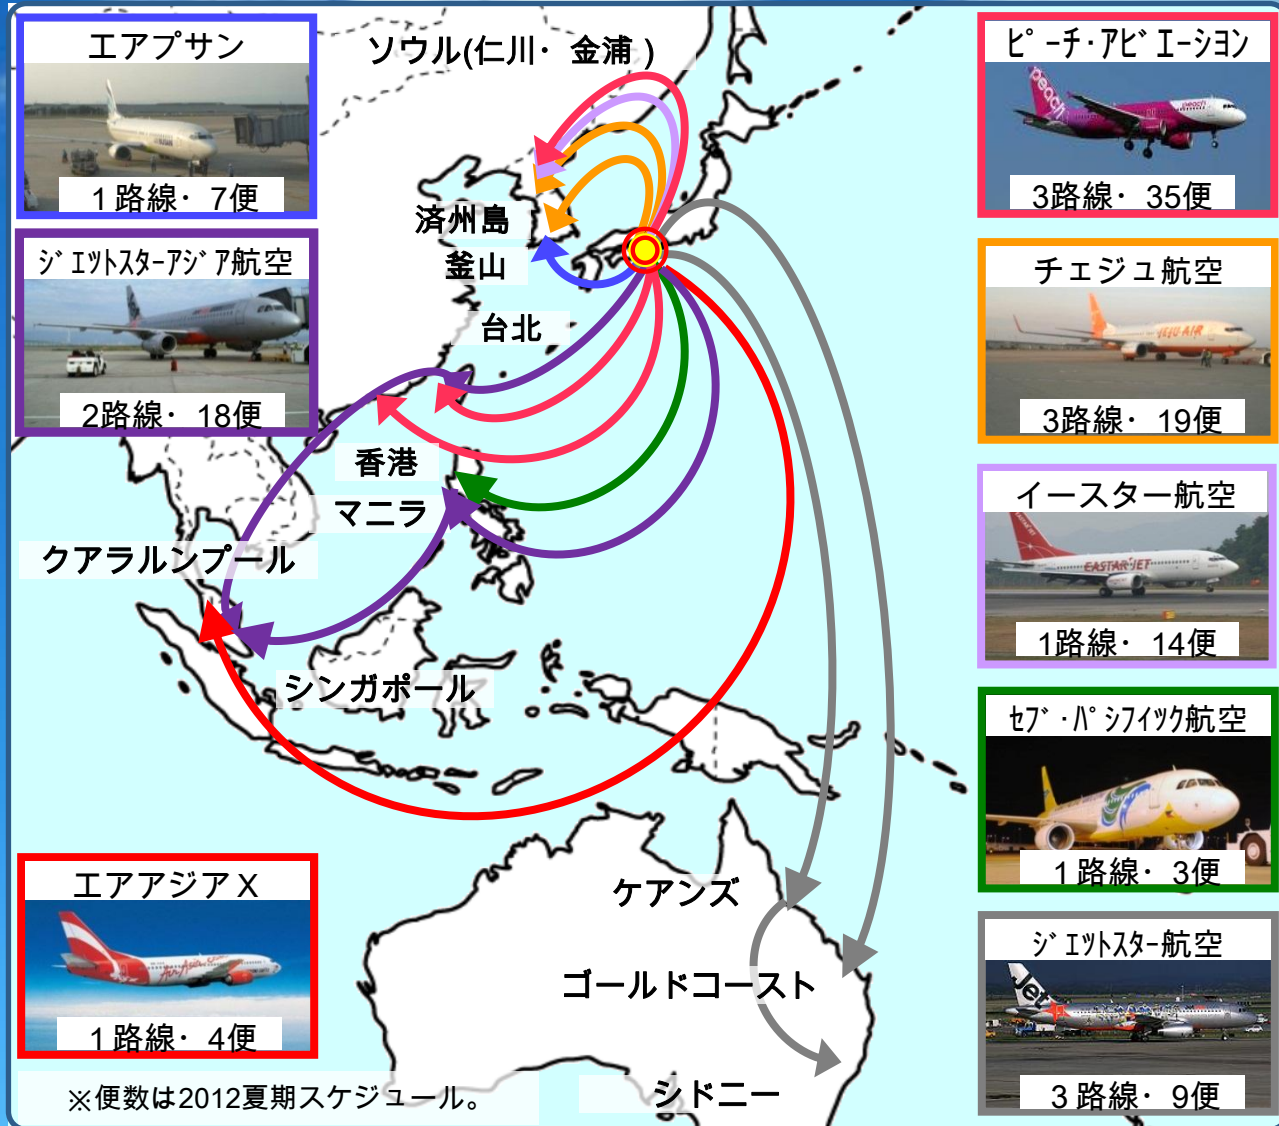 エアプサン
1路線・7便
ジェットスターアジア航空
2路線・18便
エアアジアX
1路線・4便
※便数は2012夏期スケジュール。
ソウル(仁川・金浦)
済州島
釜山
台北
香港
マニラ
クアラルンプール
シンガポール
ケアンズ
ゴールドコースト
シドニー
ピーチ・アビエーション
peach
peach
3路線・35便
チェジュ航空
JEJU AIR
3路線・19便
イースター航空
EASTAR JET
1路線・14便
セブ・パシフィック航空
1路線・3便
ジェットスター航空
Jet
3路線・9便